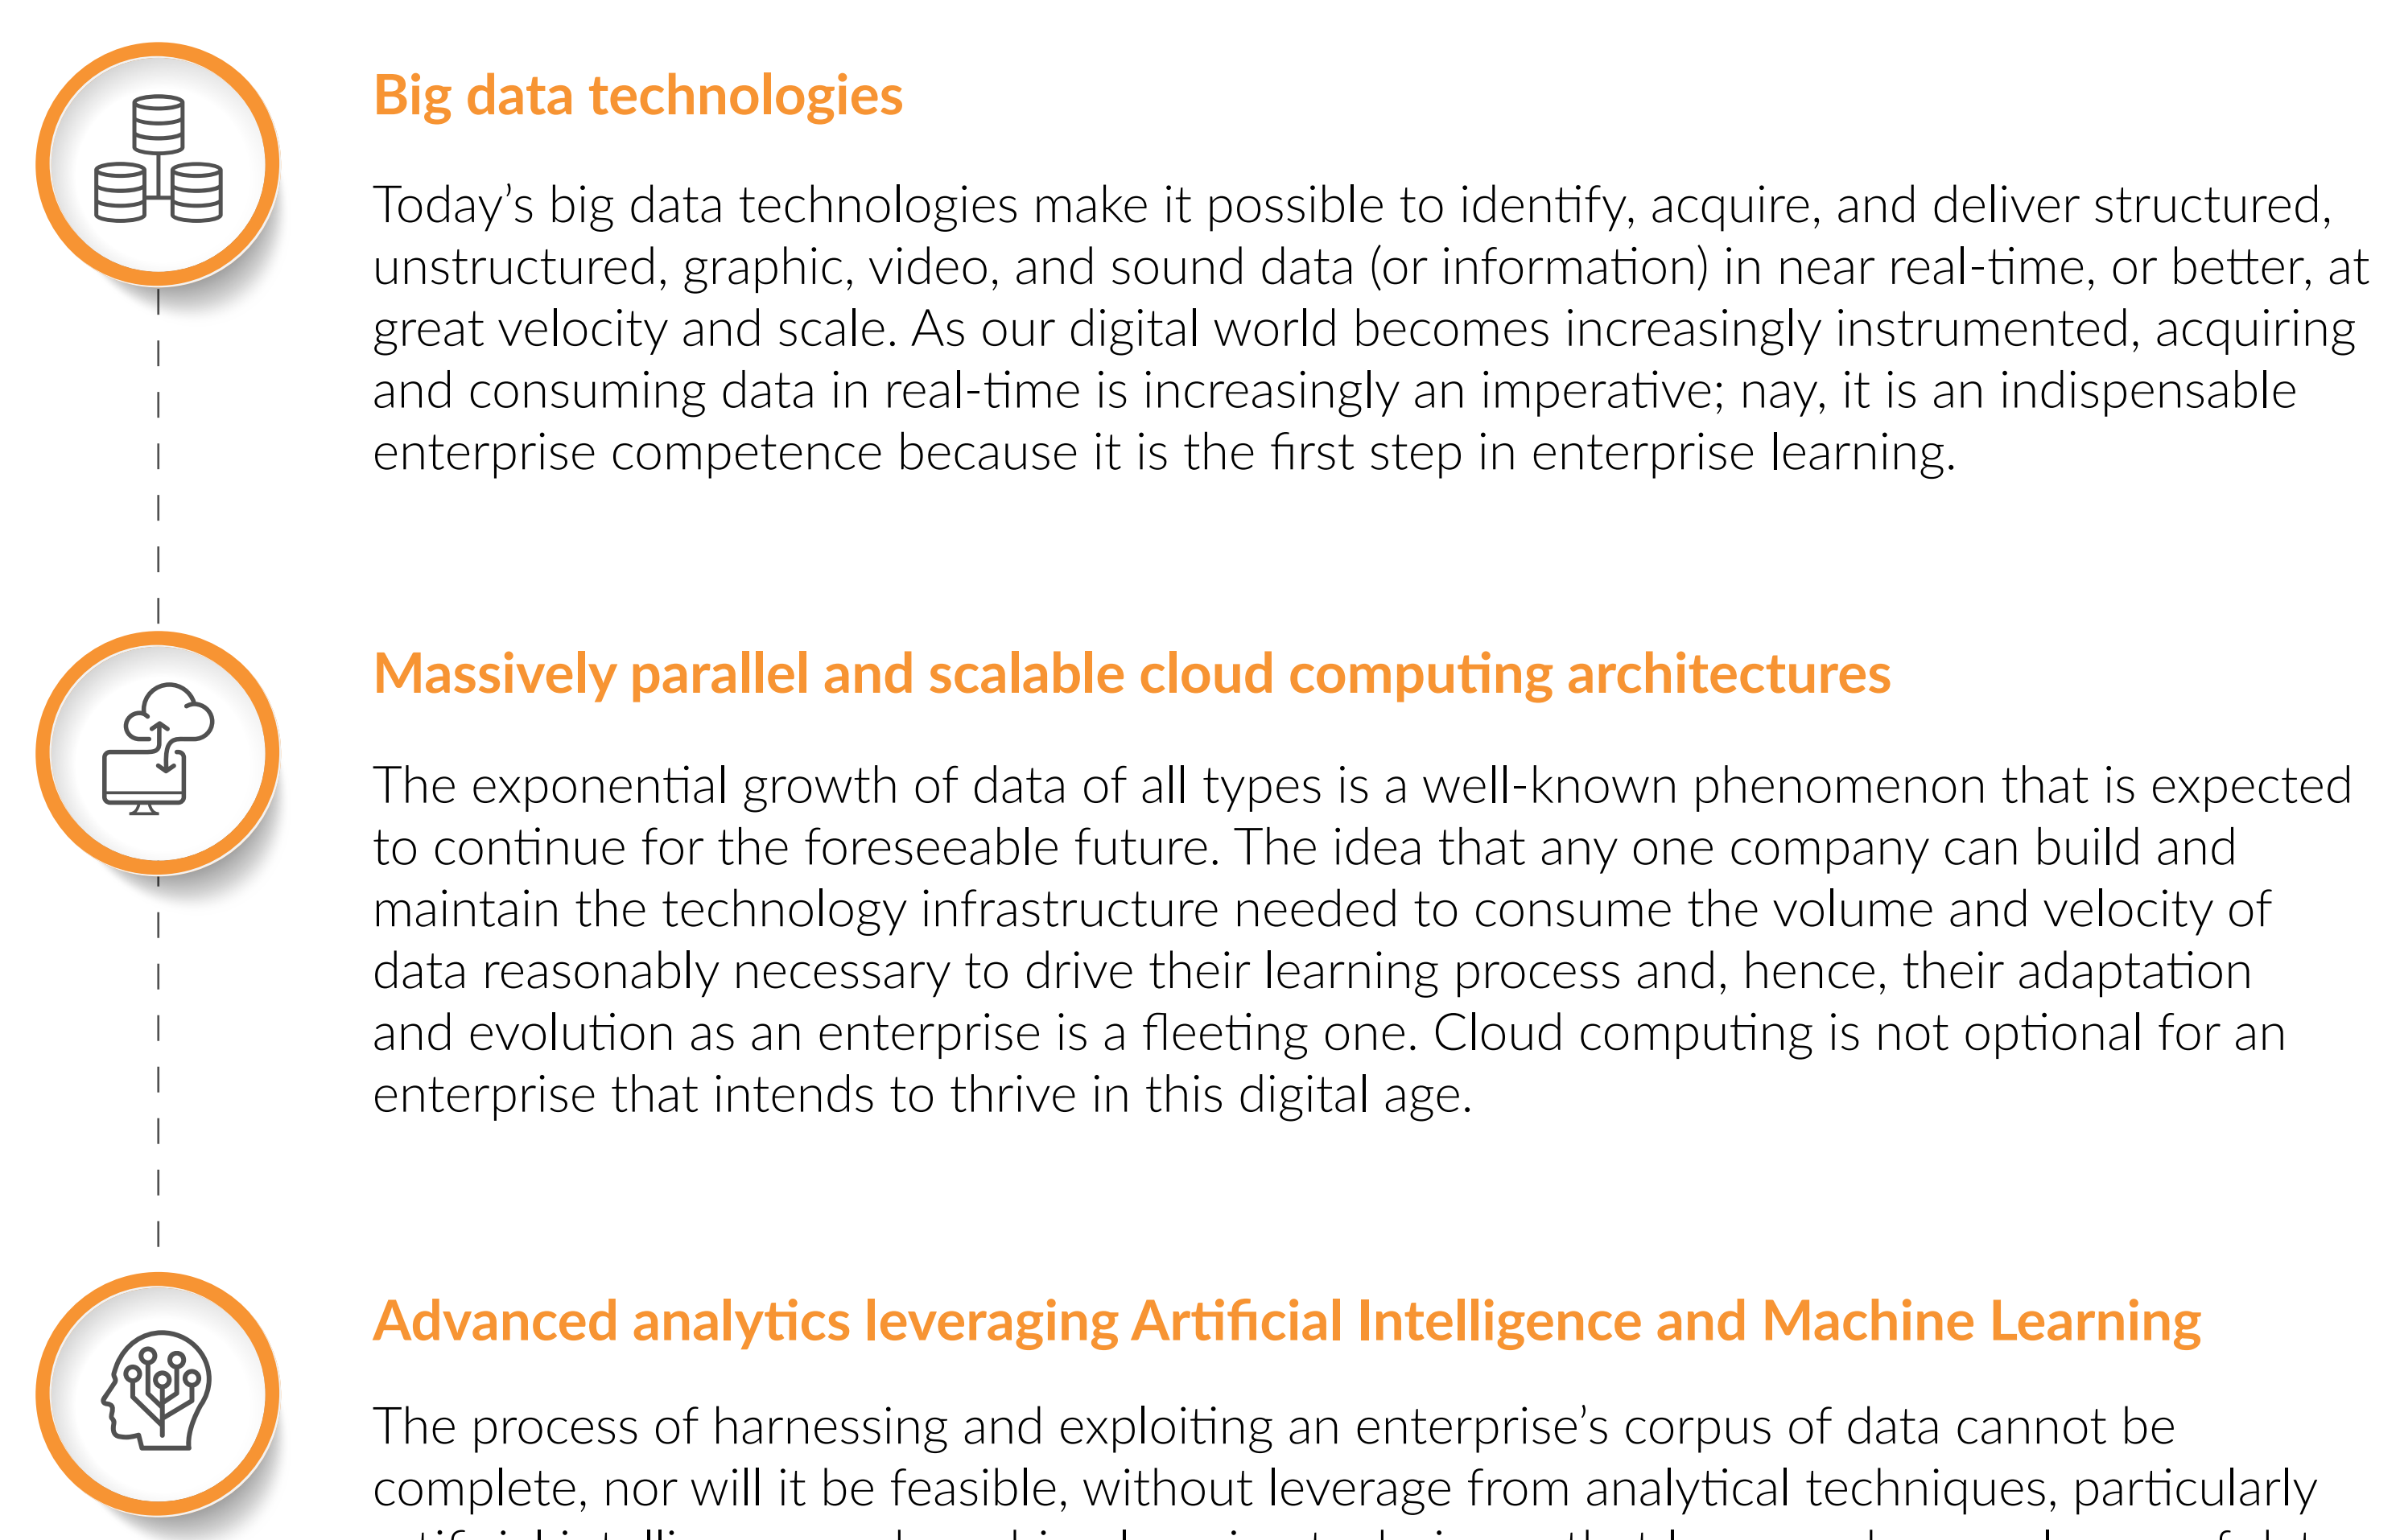 Big data technologies
Today’s big data technologies make it possible to identify, acquire, and deliver structured,
unstructured, graphic, video, and sound data (or information) in near real-time, or better, at
great velocity and scale. As our digital world becomes increasingly instrumented, acquiring
and consuming data in real-time is increasingly an imperative; nay, it is an indispensable
enterprise competence because it is the first step in enterprise learning.
Massively parallel and scalable cloud computing architectures
The exponential growth of data of all types is a well-known phenomenon that is expected
to continue for the foreseeable future. The idea that any one company can build and
maintain the technology infrastructure needed to consume the volume and velocity of
data reasonably necessary to drive their learning process and, hence, their adaptation
and evolution as an enterprise is a fleeting one. Cloud computing is not optional for an
enterprise that intends to thrive in this digital age.
Advanced analytics leveraging Artificial Intelligence and Machine Learning
The process of harnessing and exploiting an enterprise’s corpus of data cannot be
complete, nor will it be feasible, without leverage from analytical techniques, particularly